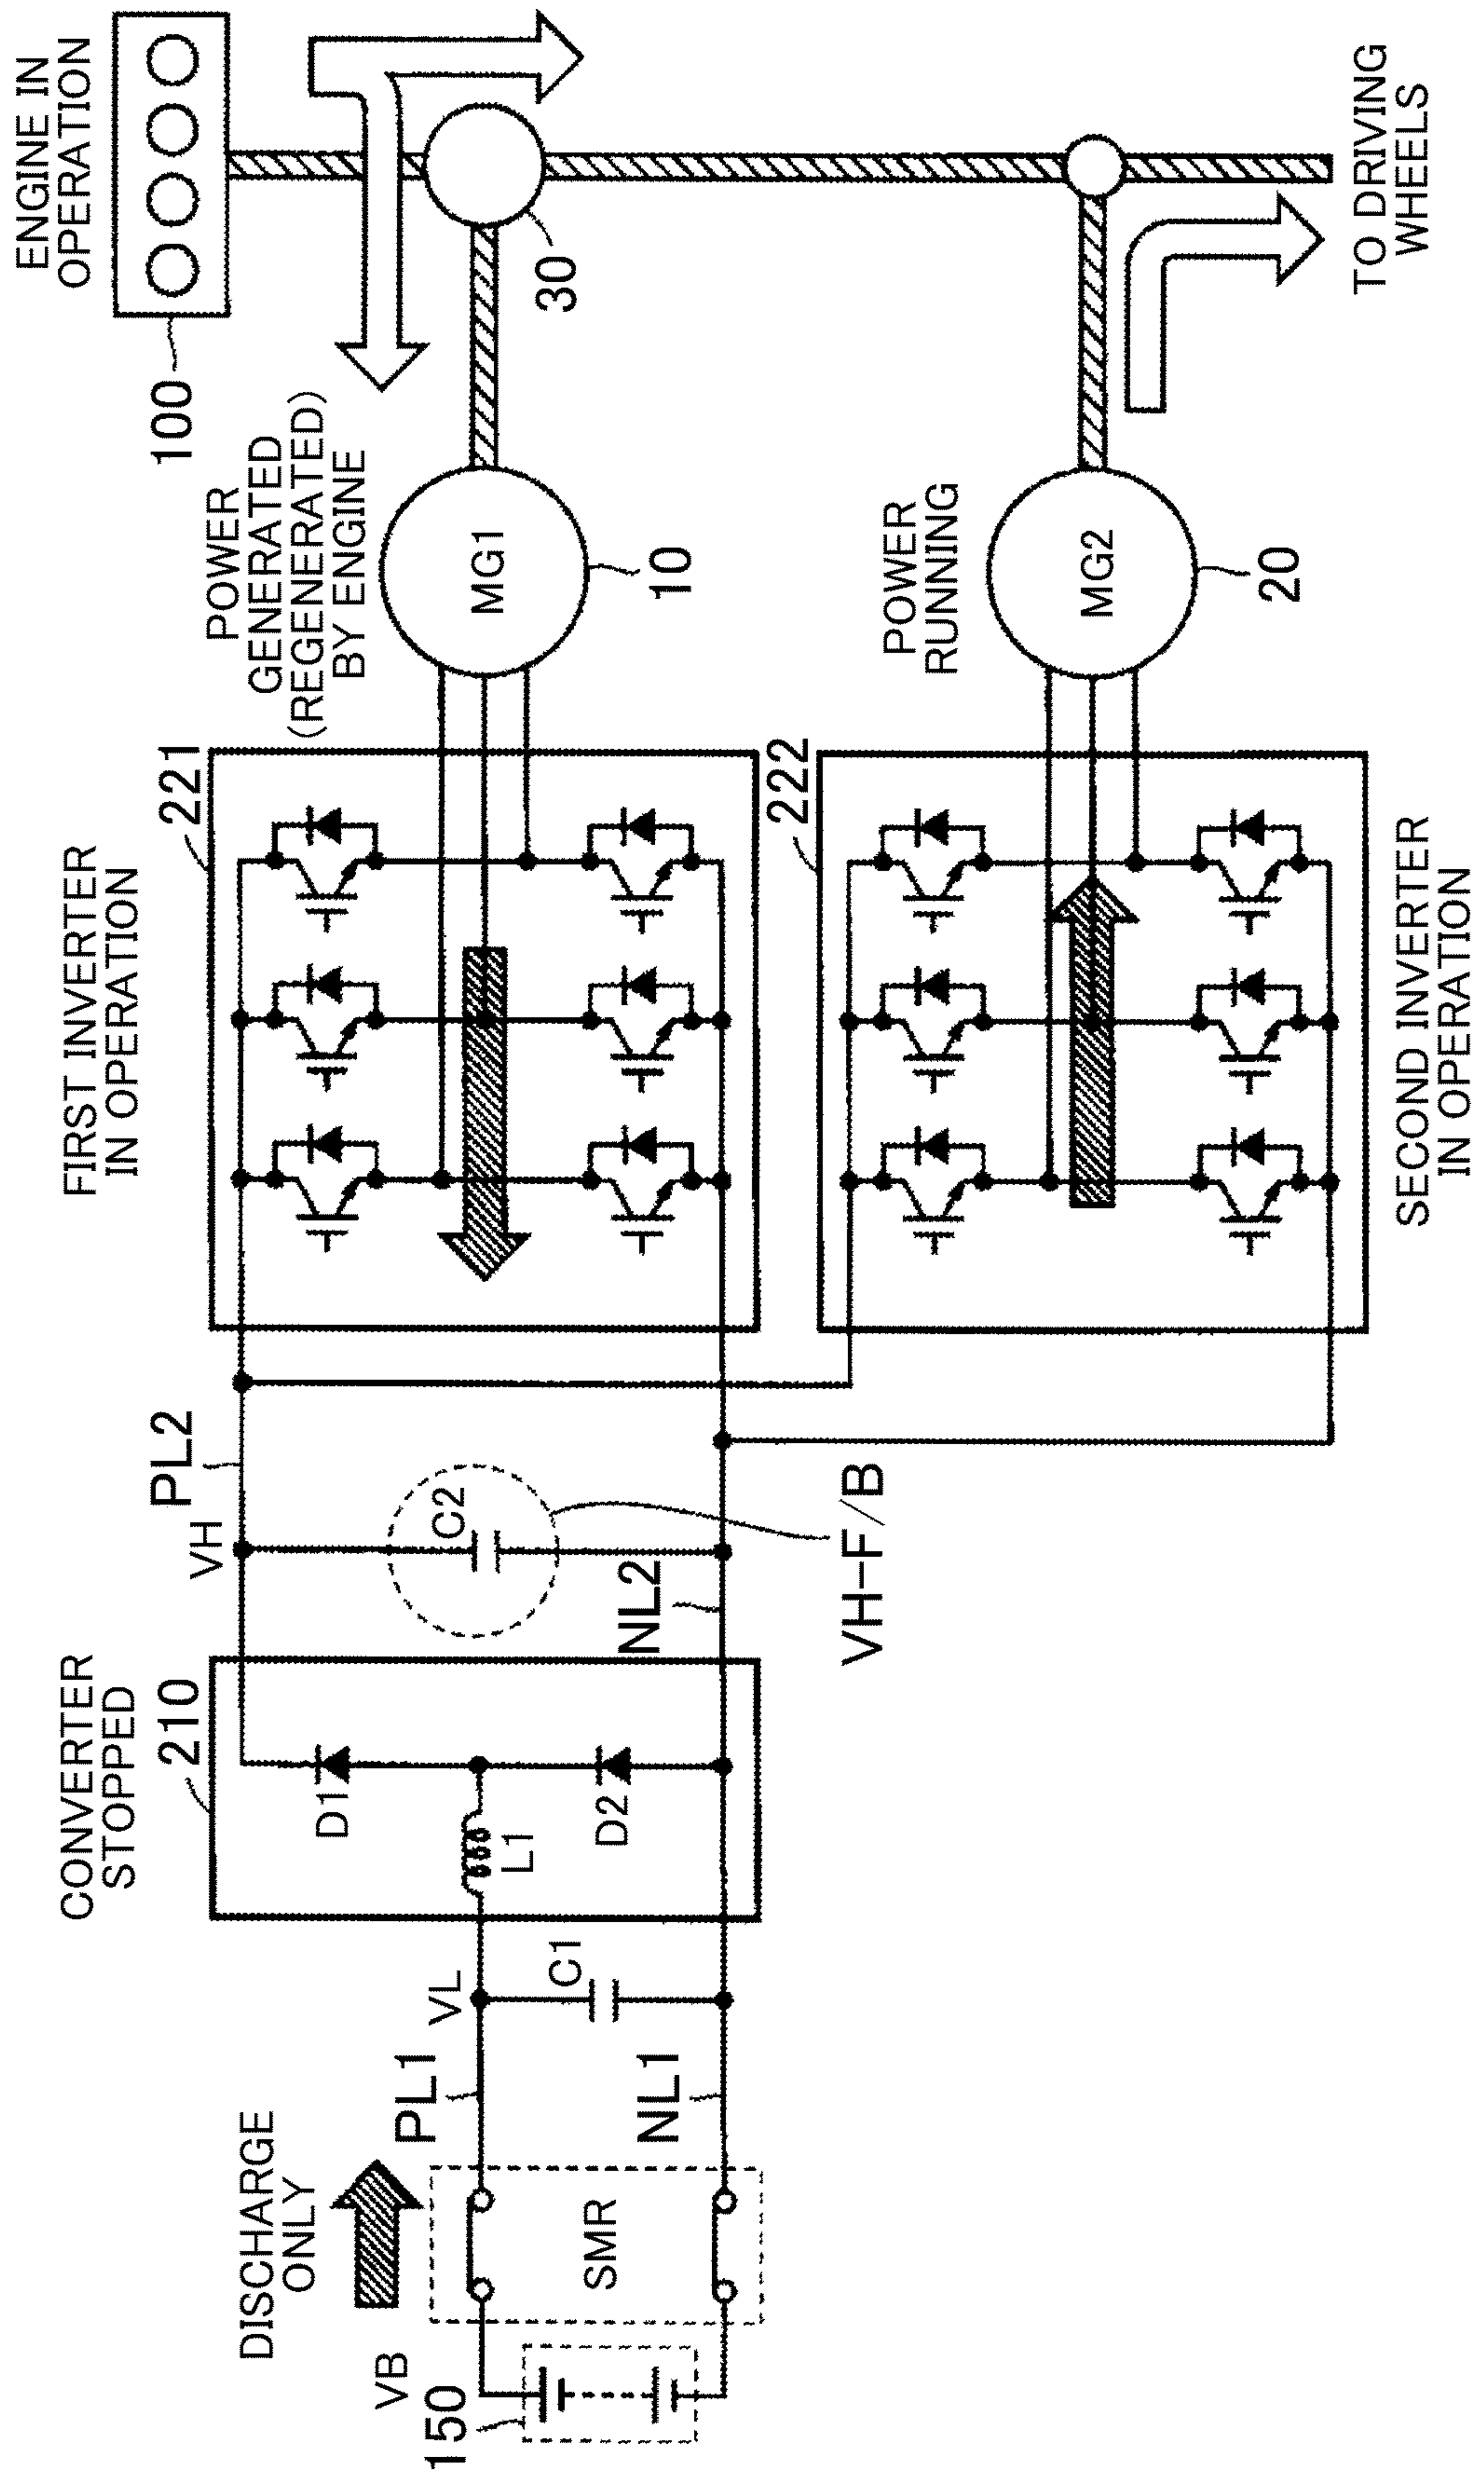 DISCHARGE
ONLY
VB
150
SMR
PL1
NL1
VL
C1
CONVERTER
STOPPED
210
D1
D2
L1
VH
PL2
C2
NL2
VH-F/B
FIRST INVERTER
IN OPERATION
221
SECOND INVERTER
IN OPERATION
222
POWER
GENERATED
(REGENERATED)
BY ENGINE
MG1
10
POWER
RUNNING
MG2
20
ENGINE IN
OPERATION
100
30
TO DRIVING
WHEELS